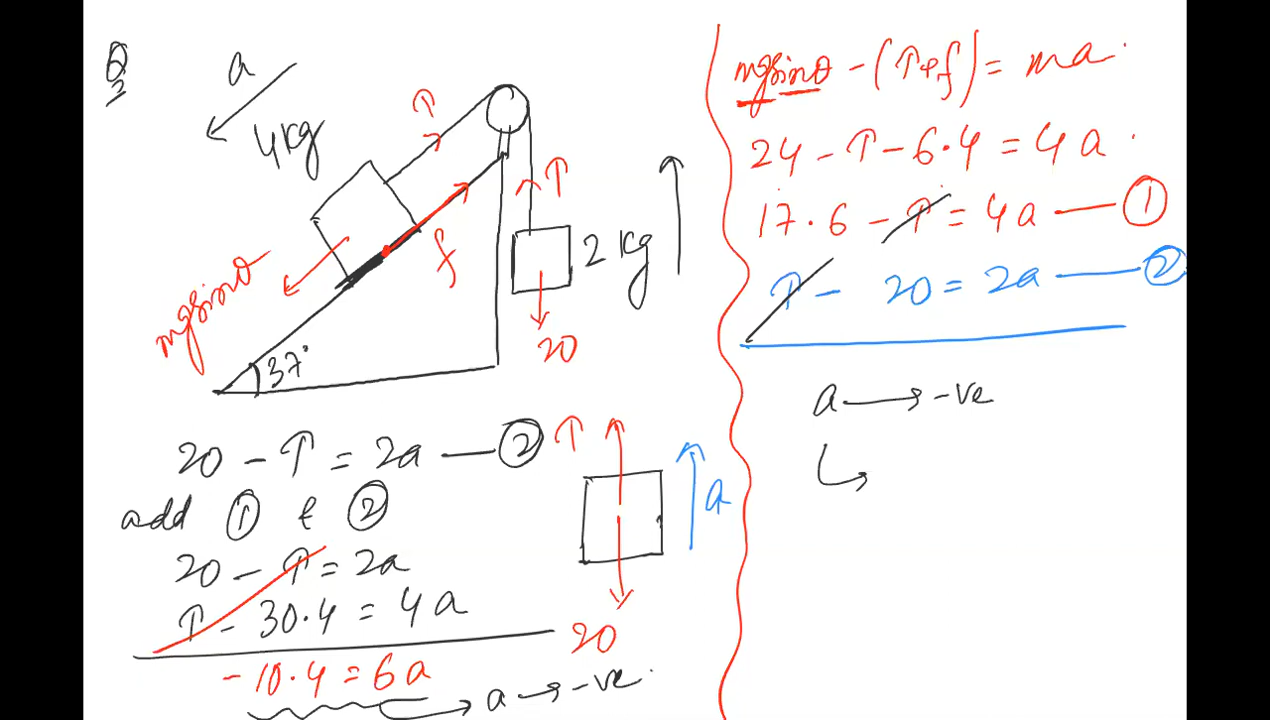 Q
a
4kg
T
T
2kg
f
mgsinθ
20
37°
20 - T = 2a — ②
add ① & ②
20 - T = 2a
T - 30.4 = 4a
-10.4 = 6a
a → -ve.
T
a
20
mgsinθ - (T+f) = ma.
24 - T - 6.4 = 4a.
17.6 - T = 4a — ①
T - 20 = 2a — ②
a → -ve